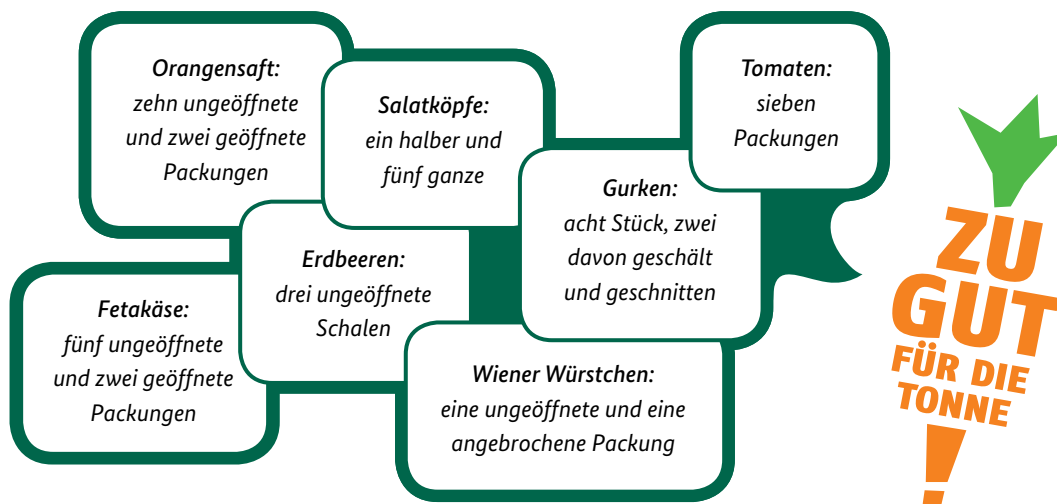 Orangensaft:
zehn ungeöffnete
und zwei geöffnete
Packungen
Salatköpfe:
ein halber und
fünf ganze
Tomaten:
sieben
Packungen
Gurken:
acht Stück, zwei
davon geschält
und geschnitten
Erdbeeren:
drei ungeöffnete
Schalen
Fetakäse:
fünf ungeöffnete
und zwei geöffnete
Packungen
Wiener Würstchen:
eine ungeöffnete und eine
angebrochene Packung
ZU
GUT
FÜR DIE
TONNE
!